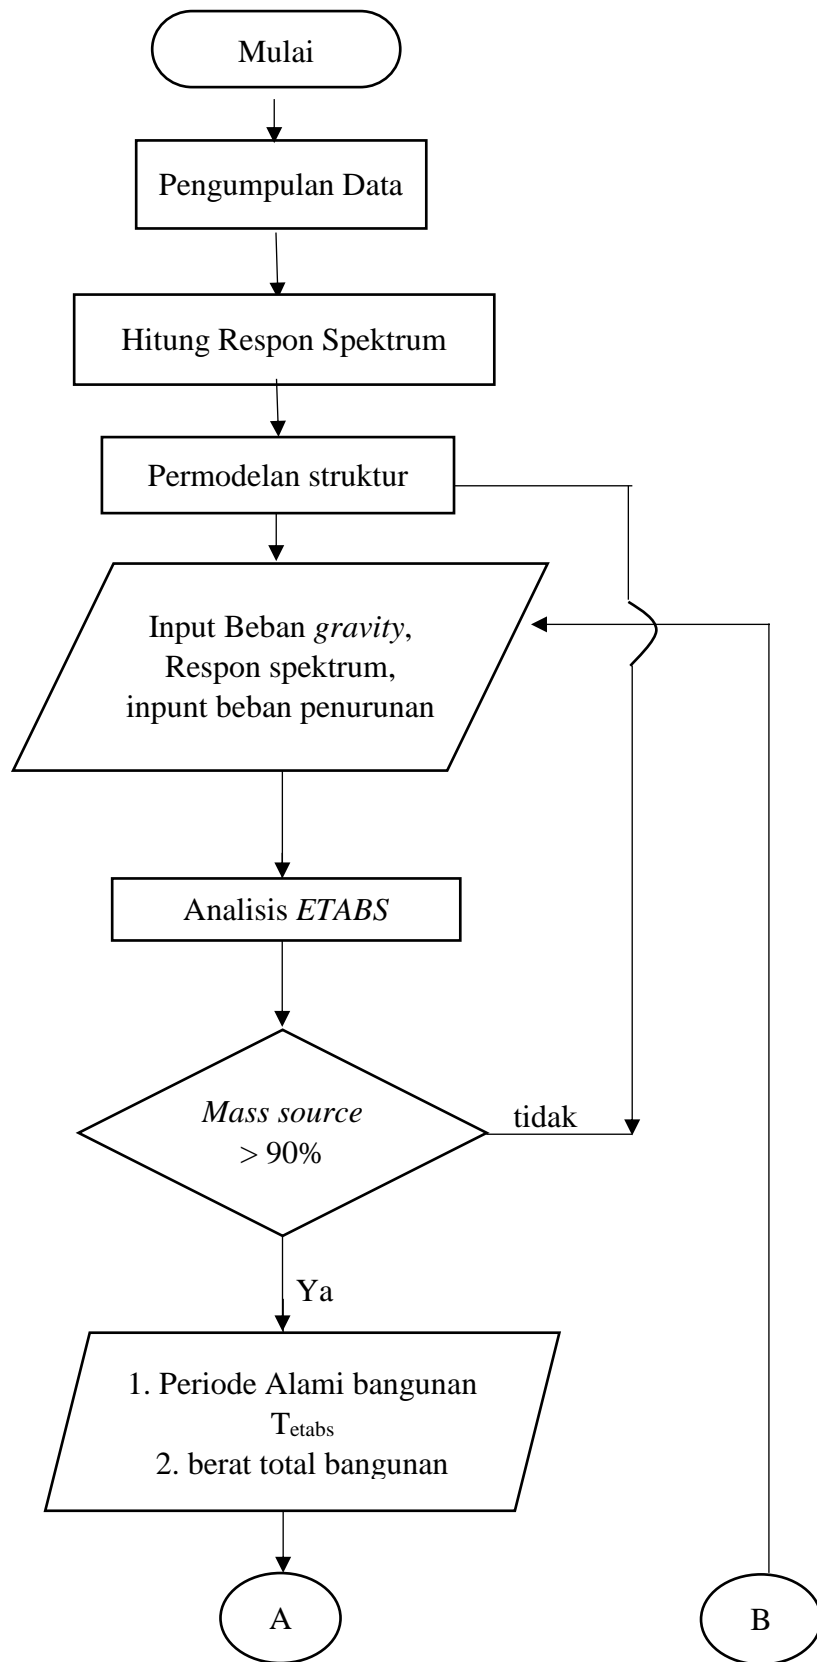 Mulai
Pengumpulan Data
Hitung Respon Spektrum
Permodelan struktur
Input Beban gravity,
Respon spektrum,
inpunt beban penurunan
Analisis ETABS
Mass source
> 90%
tidak
Ya
1. Periode Alami bangunan
Tetabs
2. berat total bangunan
A
B